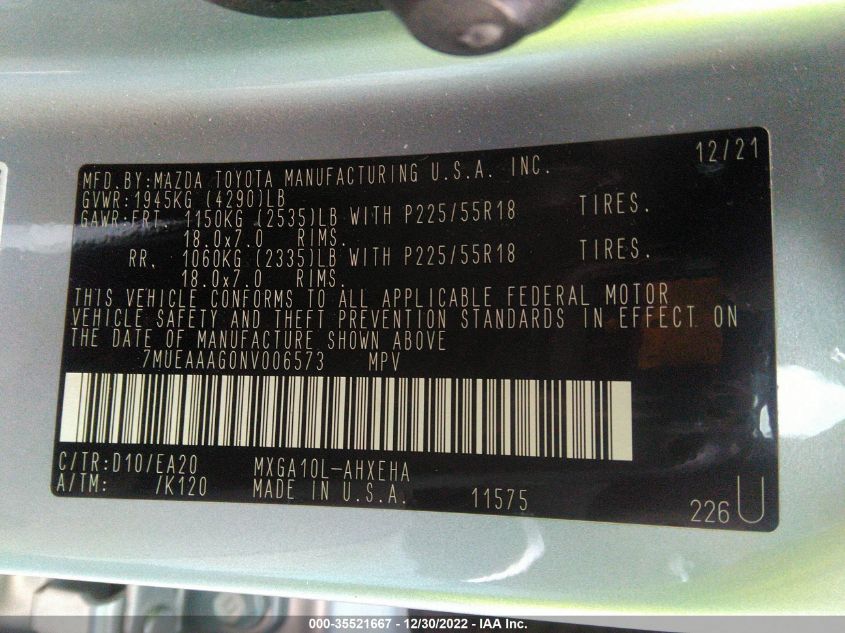 MFD.BY:MAZDA TOYOTA MANUFACTURING U.S.A. INC. 12/21
GVWR:1945KG (4290)LB
GAWR:FRT. 1150KG (2535)LB WITH P225/55R18 TIRES.
18.0x7.0 RIMS.
RR. 1060KG (2335)LB WITH P225/55R18 TIRES.
18.0x7.0 RIMS.
THIS VEHICLE CONFORMS TO ALL APPLICABLE FEDERAL MOTOR
VEHICLE SAFETY AND THEFT PREVENTION STANDARDS IN EFFECT ON
THE DATE OF MANUFACTURE SHOWN ABOVE
7MUEAAAG0NV006573 MPV
C/TR:D10/EA20 MXGA10L-AHXEHA
A/TM: /K120 MADE IN U.S.A. 11575 226 U
000-35521667 - 12/30/2022 - IAA Inc.